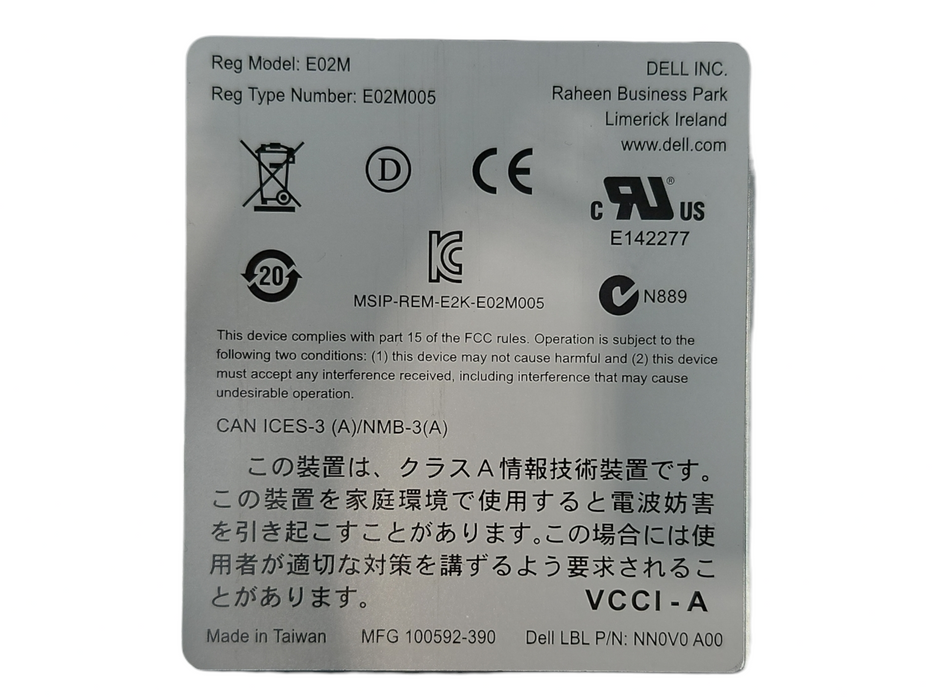 Reg Model: E02M
DELL INC.
Reg Type Number: E02M005
Raheen Business Park
Limerick Ireland
www.dell.com
D
CE
c RU® US
E142277
20
KC
MSIP-REM-E2K-E02M005
N889
This device complies with part 15 of the FCC rules. Operation is subject to the
following two conditions: (1) this device may not cause harmful and (2) this device
must accept any interference received, including interference that may cause
undesirable operation.
CAN ICES-3 (A)/NMB-3(A)
この装置は、クラスA情報技術装置です。
この装置を家庭環境で使用すると電波妨害
を引き起こすことがあります。この場合には使
用者が適切な対策を講ずるよう要求されるこ
とがあります。
VCCI - A
Made in Taiwan MFG 100592-390 Dell LBL P/N: NN0V0 A00